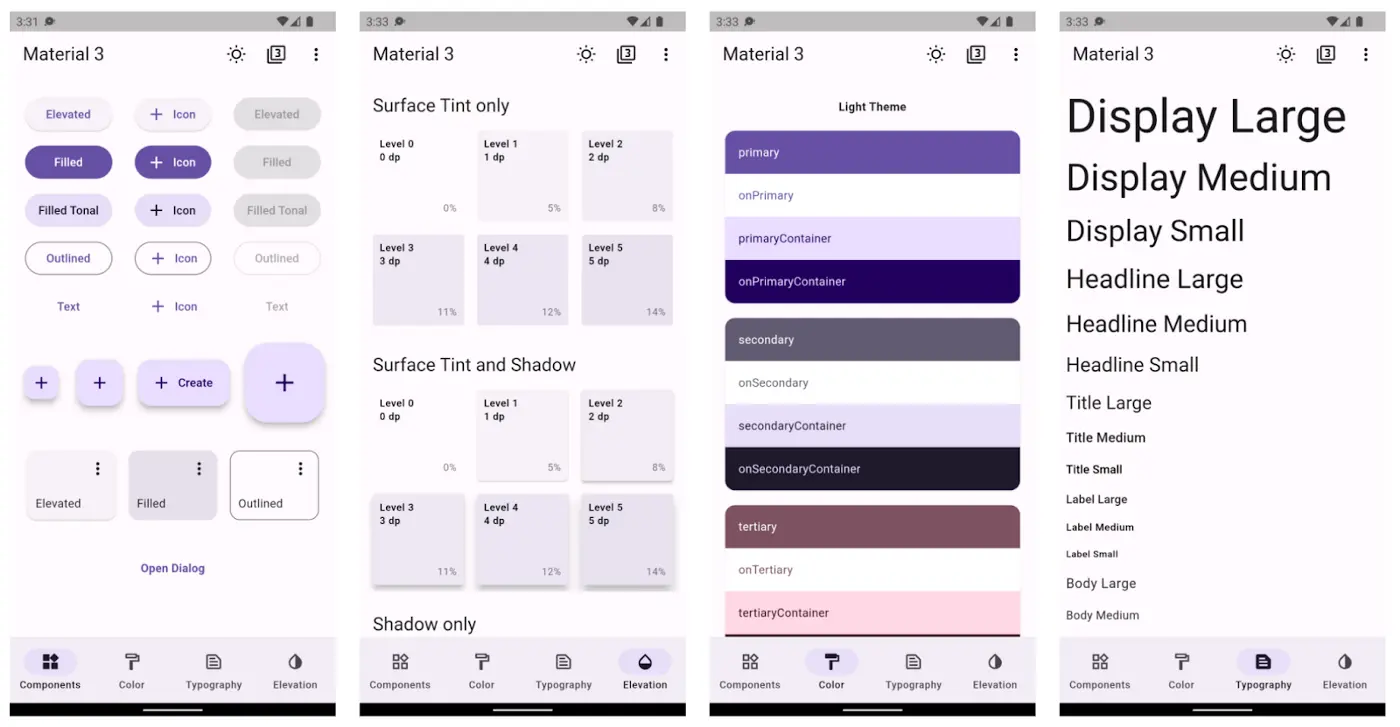 3:31
Material 3
3
Elevated
Icon
Elevated
Filled
Icon
Filled
Filled Tonal
Icon
Filled Tonal
Outlined
Icon
Outlined
Text
Icon
Text
Create
Elevated
Filled
Outlined
Open Dialog
Components
Color
Typography
Elevation
3:33
Material 3
3
Surface Tint only
Level 0
0 dp
0%
Level 1
1 dp
5%
Level 2
2 dp
8%
Level 3
3 dp
11%
Level 4
4 dp
12%
Level 5
5 dp
14%
Surface Tint and Shadow
Level 0
0 dp
0%
Level 1
1 dp
5%
Level 2
2 dp
8%
Level 3
3 dp
11%
Level 4
4 dp
12%
Level 5
5 dp
14%
Shadow only
Components
Color
Typography
Elevation
3:33
Material 3
3
Light Theme
primary
onPrimary
primaryContainer
onPrimaryContainer
secondary
onSecondary
secondaryContainer
onSecondaryContainer
tertiary
onTertiary
tertiaryContainer
Components
Color
Typography
Elevation
3:33
Material 3
3
Display Large
Display Medium
Display Small
Headline Large
Headline Medium
Headline Small
Title Large
Title Medium
Title Small
Label Large
Label Medium
Label Small
Body Large
Body Medium
Components
Color
Typography
Elevation